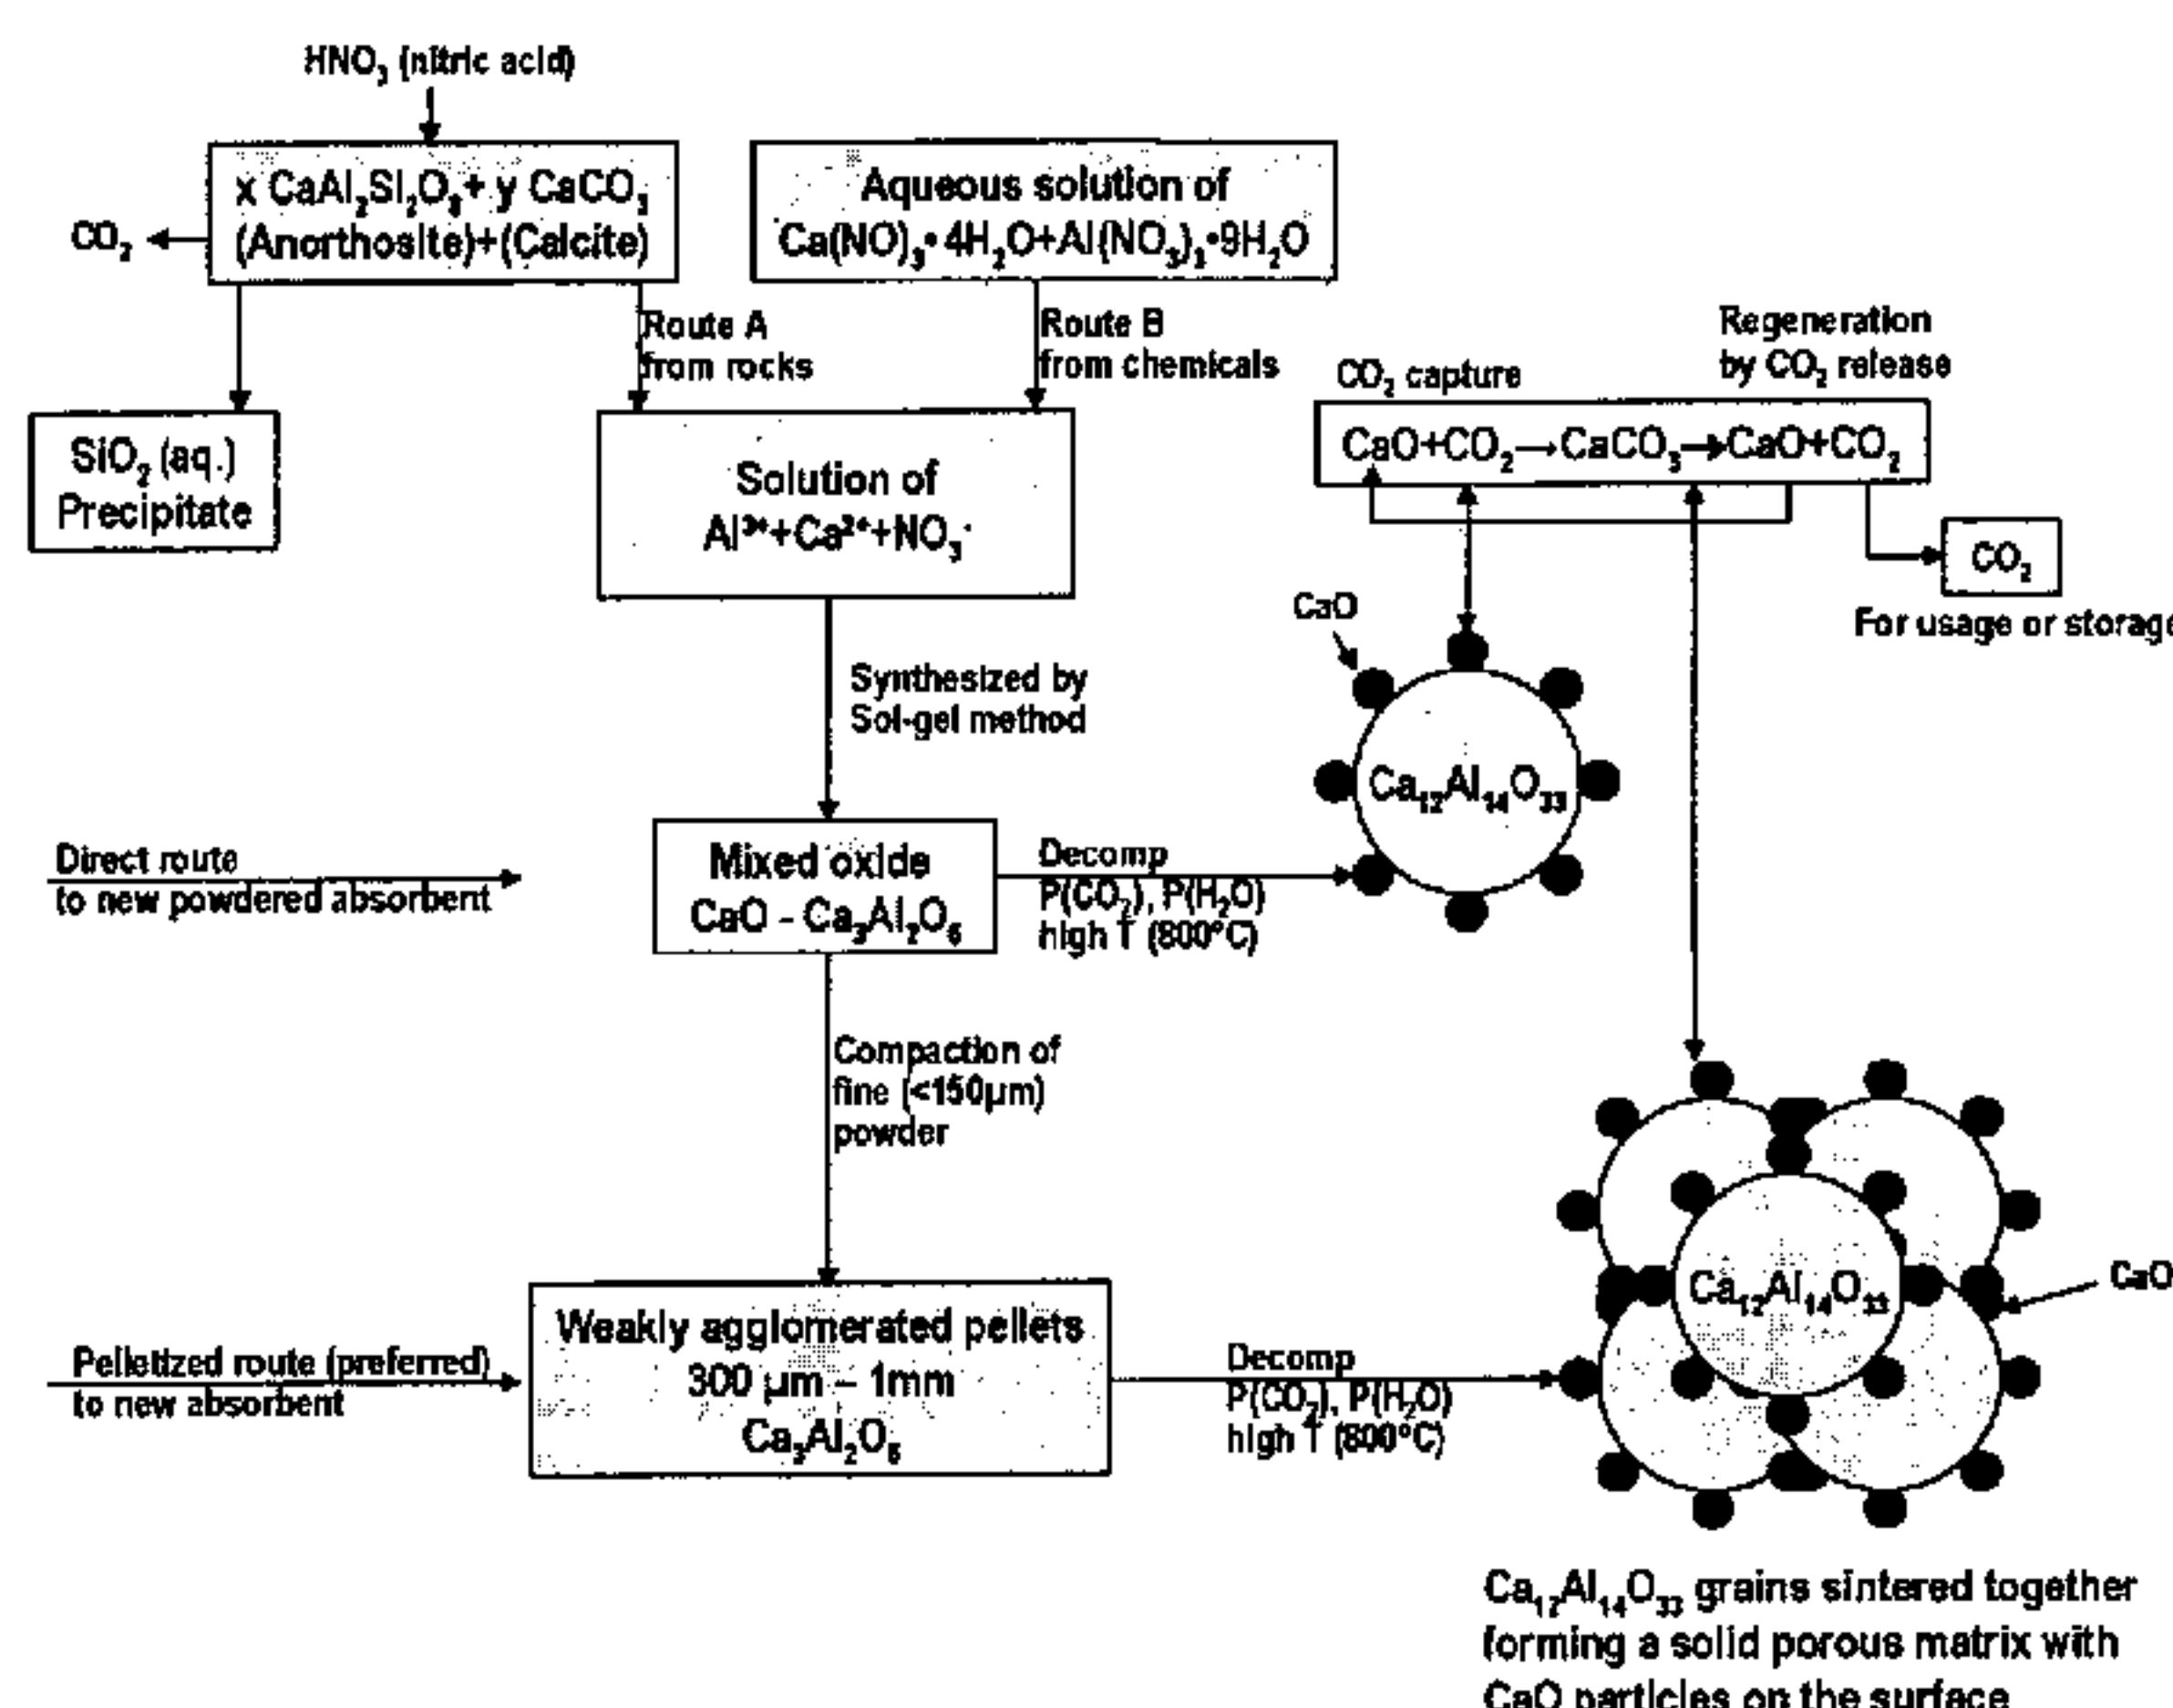 HNO₃ (nitric acid)
x CaAl₂Si₂O₈+ y CaCO₃
(Anorthosite)+(Calcite)
CO₂
Aqueous solution of
Ca(NO)₃• 4H₂O+Al(NO₃)₃•9H₂O
Route A
from rocks
Route B
from chemicals
SiO₂ (aq.)
Precipitate
Solution of
Al³⁺+Ca²⁺+NO₃⁻
CO₂ capture
Regeneration
by CO₂ release
CaO+CO₂→CaCO₃→CaO+CO₂
CO₂
For usage or storage
CaO
Ca₁₂Al₁₄O₃₃
Synthesized by
Sol-gel method
Direct route
to new powdered absorbent
Mixed oxide
CaO - Ca₃Al₂O₆
Decomp
P(CO₂), P(H₂O)
high T (800°C)
Compaction of
fine (<150µm)
powder
Pelletized route (preferred)
to new absorbent
Weakly agglomerated pellets
300 µm – 1mm
Ca₃Al₂O₆
Decomp
P(CO₂), P(H₂O)
high T (800°C)
Ca₁₂Al₁₄O₃₃
CaO
Ca₁₂Al₁₄O₃₃ grains sintered together
forming a solid porous matrix with
CaO particles on the surface